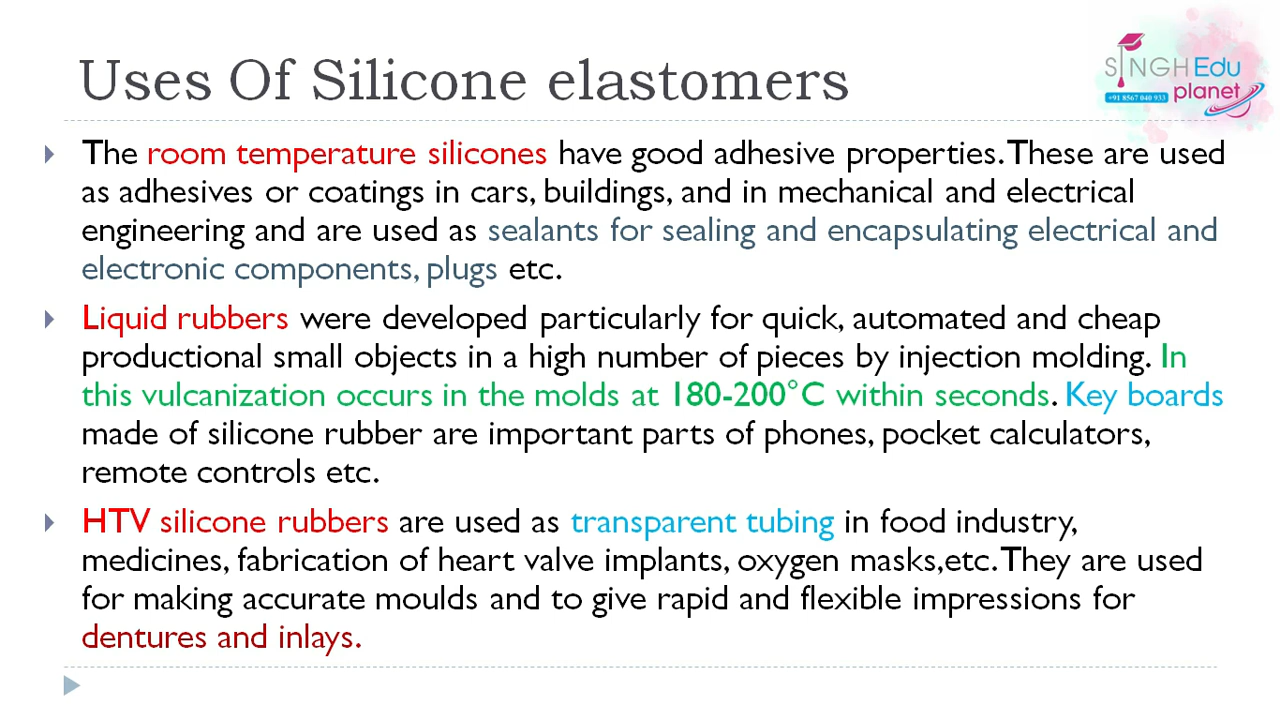 Uses Of Silicone elastomers
SINGH Edu
planet
+91 8567 040 933
The room temperature silicones have good adhesive properties. These are used
as adhesives or coatings in cars, buildings, and in mechanical and electrical
engineering and are used as sealants for sealing and encapsulating electrical and
electronic components, plugs etc.
Liquid rubbers were developed particularly for quick, automated and cheap
productional small objects in a high number of pieces by injection molding. In
this vulcanization occurs in the molds at 180-200°C within seconds. Key boards
made of silicone rubber are important parts of phones, pocket calculators,
remote controls etc.
HTV silicone rubbers are used as transparent tubing in food industry,
medicines, fabrication of heart valve implants, oxygen masks,etc. They are used
for making accurate moulds and to give rapid and flexible impressions for
dentures and inlays.